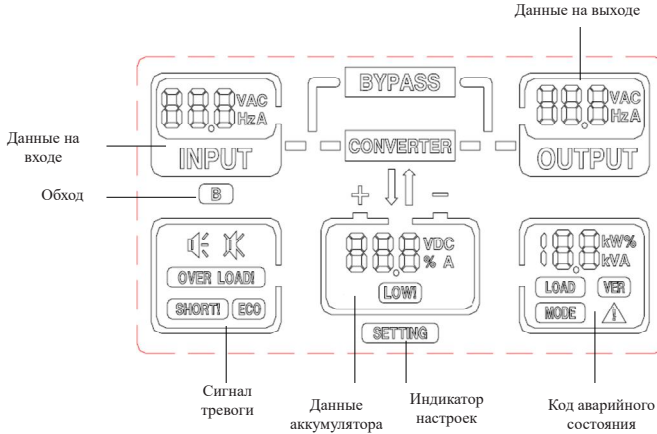 Данные на выходе
BYPASS
888 VAC
Hz A
INPUT
CONVERTER
888 VAC
Hz A
OUTPUT
Данные на
входе
Обход
B
+ −
OVER LOAD!
SHORT! ECO
888 VDC
% A
LOW!
188 kW%
kVA
LOAD VER
MODE
SETTING
Сигнал
тревоги
Данные
аккумулятора
Индикатор
настроек
Код аварийного
состояния